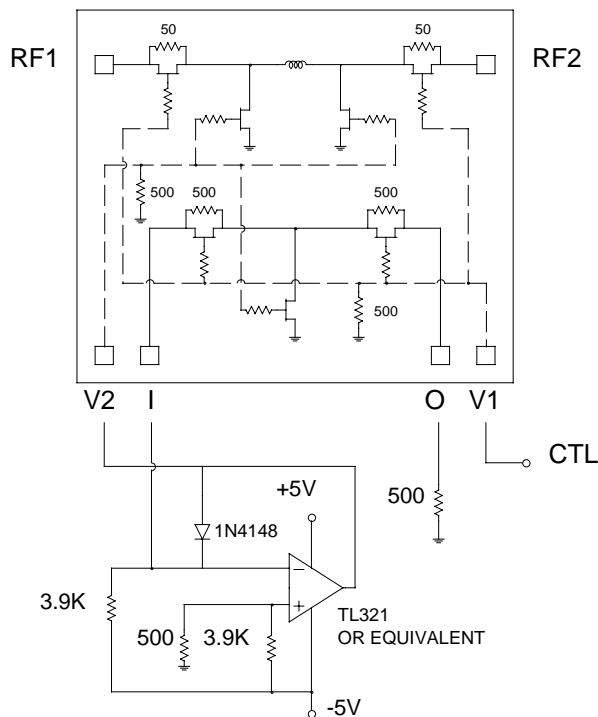 50
50
RF1
RF2
500
500
500
500
V2
I
O
V1
CTL
+5V
500
1N4148
−
3.9K
+
TL321
OR EQUIVALENT
500
3.9K
-5V